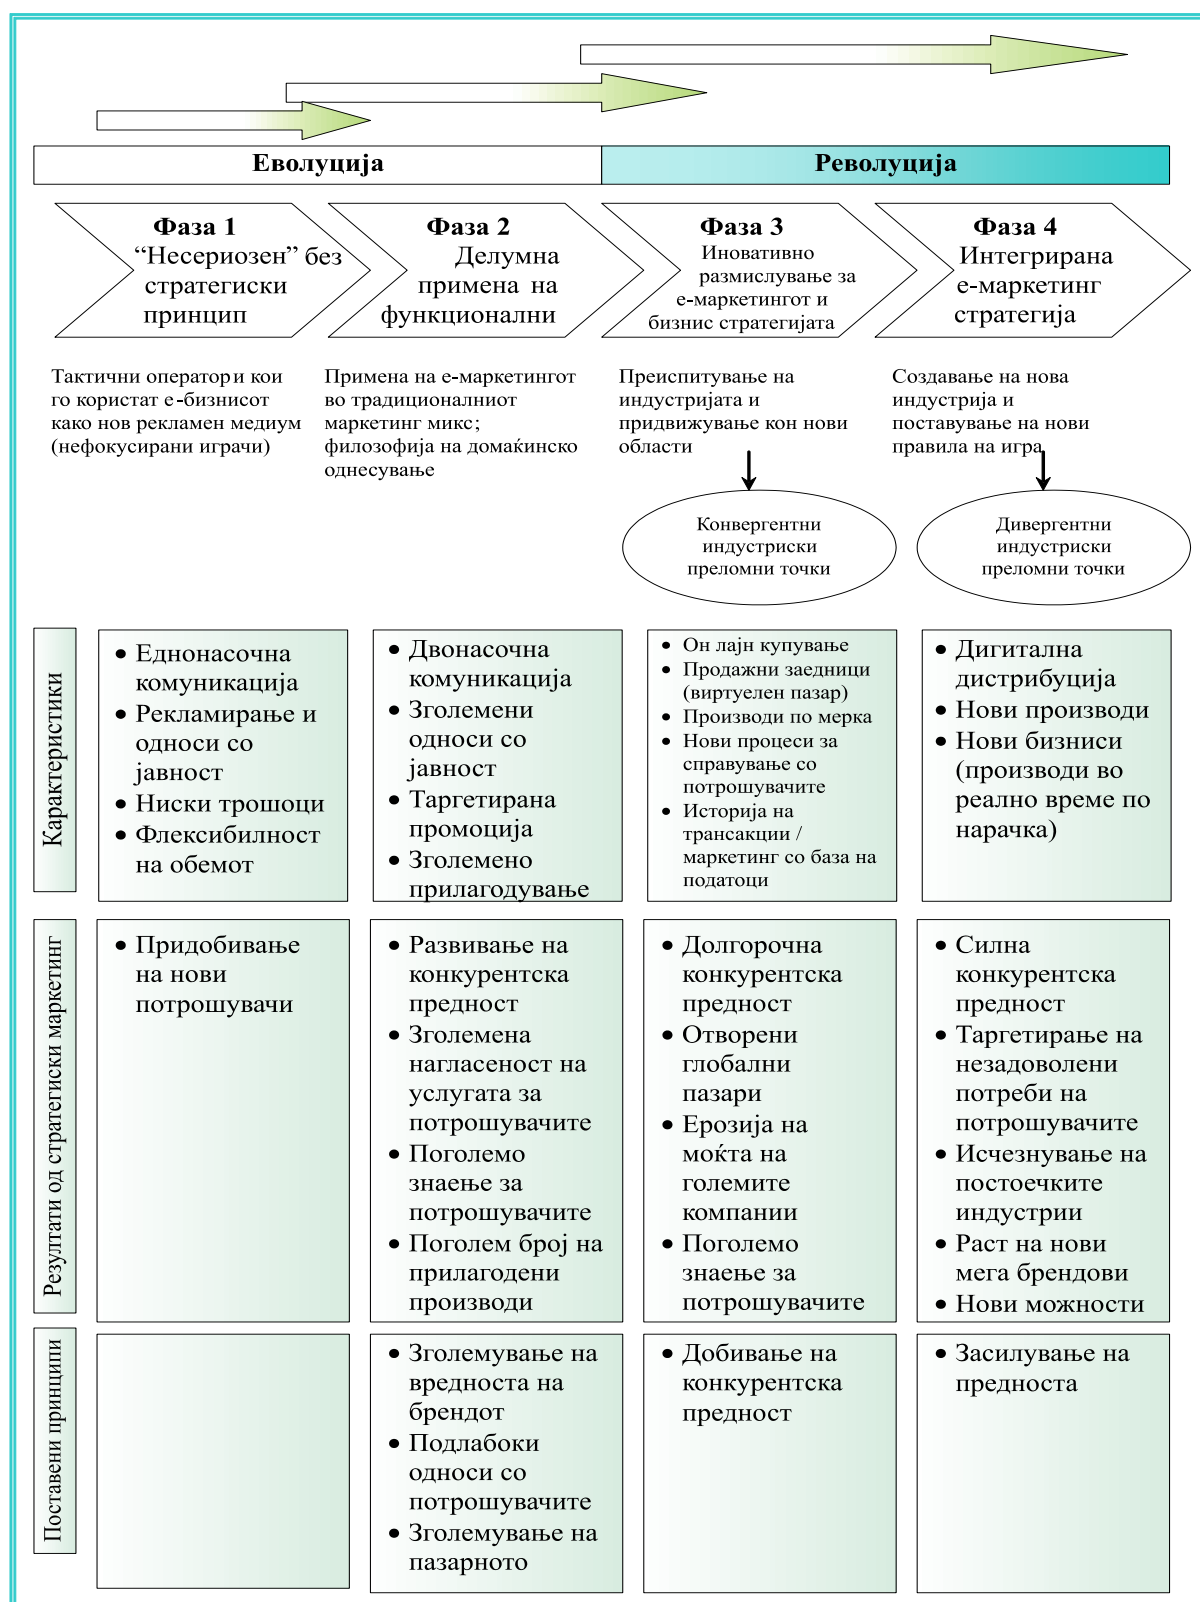 Еволуција
Револуција
Фаза 1
“Несериозен” без
стратегиски
принцип
Фаза 2
Делумна
примена на
функционални
Фаза 3
Иновативно
размислување за
е-маркетингот и
бизнис стратегијата
Фаза 4
Интегрирана
е-маркетинг
стратегија
Тактични оператори кои
го користат е-бизнисот
како нов рекламен медиум
(нефокусирани играчи)
Примена на е-маркетингот
во традиционалниот
маркетинг микс;
филозофија на домаќинско
однесување
Преиспитување на
индустријата и
придвижување кон нови
области
Создавање на нова
индустрија и
поставување на нови
правила на игра
Конвергентни
индустриски
преломни точки
Дивергентни
индустриски
преломни точки
Карактеристики
• Еднонасочна
комуникација
• Рекламирање и
односи со
јавност
• Ниски трошоци
• Флексибилност
на обемот
• Двонасочна
комуникација
• Зголемени
односи со
јавност
• Таргетирана
промоција
• Зголемено
прилагодување
• Он лајн купување
• Продажни заедници
(виртуелен пазар)
• Производи по мерка
• Нови процеси за
справување со
потрошувачите
• Историја на
трансакции /
маркетинг со база на
податоци
• Дигитална
дистрибуција
• Нови производи
• Нови бизниси
(производи во
реално време по
нарачка)
Резултати од стратегиски маркетинг
• Придобивање
на нови
потрошувачи
• Развивање на
конкурентска
предност
• Зголемена
нагласеност на
услугата за
потрошувачите
• Поголемо
знаење за
потрошувачите
• Поголем број на
прилагодени
производи
• Долгорочна
конкурентска
предност
• Отворени
глобални
пазари
• Ерозија на
моќта на
големите
компании
• Поголемо
знаење за
потрошувачите
• Силна
конкурентска
предност
• Таргетирање на
незадоволени
потреби на
потрошувачите
• Исчезнување на
постоечките
индустрии
• Раст на нови
мега брендови
• Нови можности
Поставени принципи
• Зголемување на
вредноста на
брендот
• Подлабоки
односи со
потрошувачите
• Зголемување на
пазарното
• Добивање на
конкурентска
предност
• Засилување на
предноста